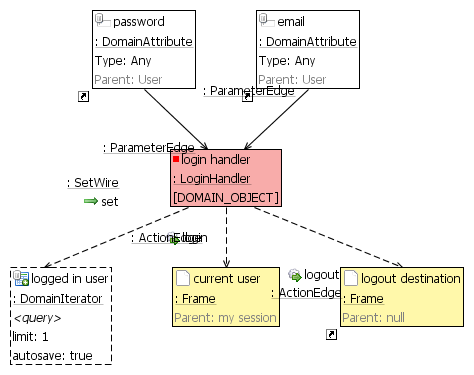 password
: DomainAttribute
Type: Any
Parent: User
email
: DomainAttribute
Type: Any
Parent: User
: ParameterEdge
: ParameterEdge
login handler
: LoginHandler
[DOMAIN_OBJECT]
: SetWire
set
: ActionEdge
login
logout
: ActionEdge
logged in user
: DomainIterator
<query>
limit: 1
autosave: true
current user
: Frame
Parent: my session
logout destination
: Frame
Parent: null